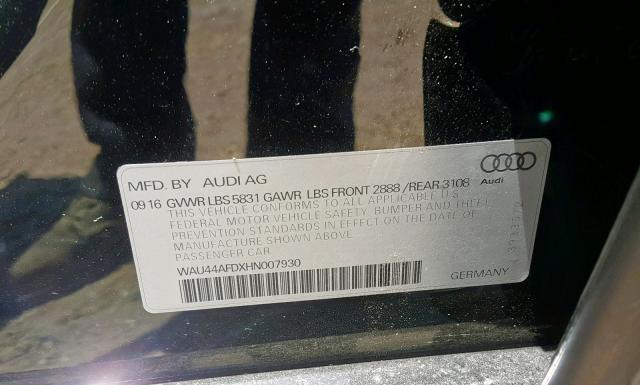 MFD. BY AUDI AG
09 16 GVWR LBS 5831 GAWR LBS FRONT 2888 / REAR 3108
Audi
THIS VEHICLE CONFORMS TO ALL APPLICABLE U.S.
FEDERAL MOTOR VEHICLE SAFETY, BUMPER AND THEFT
PREVENTION STANDARDS IN EFFECT ON THE DATE OF
MANUFACTURE SHOWN ABOVE
PASSENGER CAR
WAU44AFDXHN007930
GERMANY